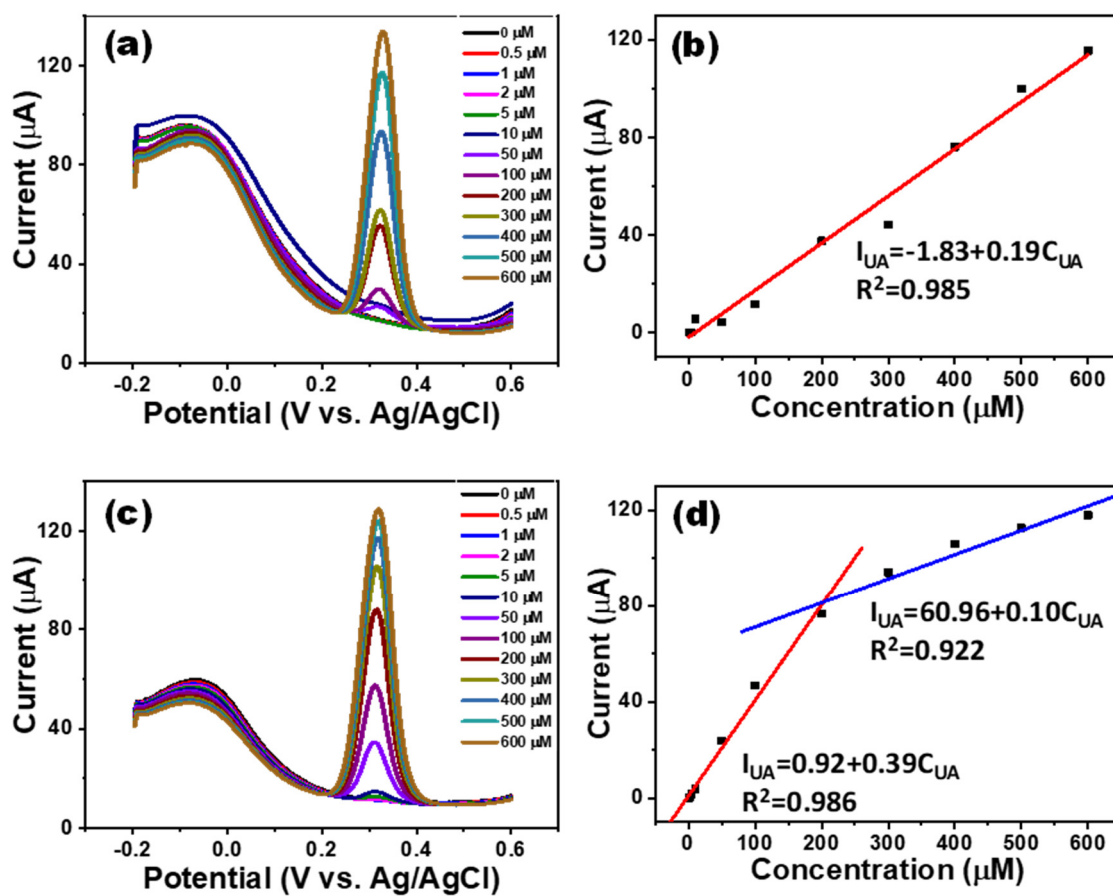 (a)
0 μM
0.5 μM
1 μM
2 μM
5 μM
10 μM
50 μM
100 μM
200 μM
300 μM
400 μM
500 μM
600 μM
120
80
40
0
Current (μA)
-0.2
0.0
0.2
0.4
0.6
Potential (V vs. Ag/AgCl)
(b)
120
80
40
0
Current (μA)
I_UA=-1.83+0.19C_UA
R²=0.985
0
100
200
300
400
500
600
Concentration (μM)
(c)
0 μM
0.5 μM
1 μM
2 μM
5 μM
10 μM
50 μM
100 μM
200 μM
300 μM
400 μM
500 μM
600 μM
120
80
40
0
Current (μA)
-0.2
0.0
0.2
0.4
0.6
Potential (V vs. Ag/AgCl)
(d)
120
80
40
0
Current (μA)
I_UA=60.96+0.10C_UA
R²=0.922
I_UA=0.92+0.39C_UA
R²=0.986
0
100
200
300
400
500
600
Concentration (μM)